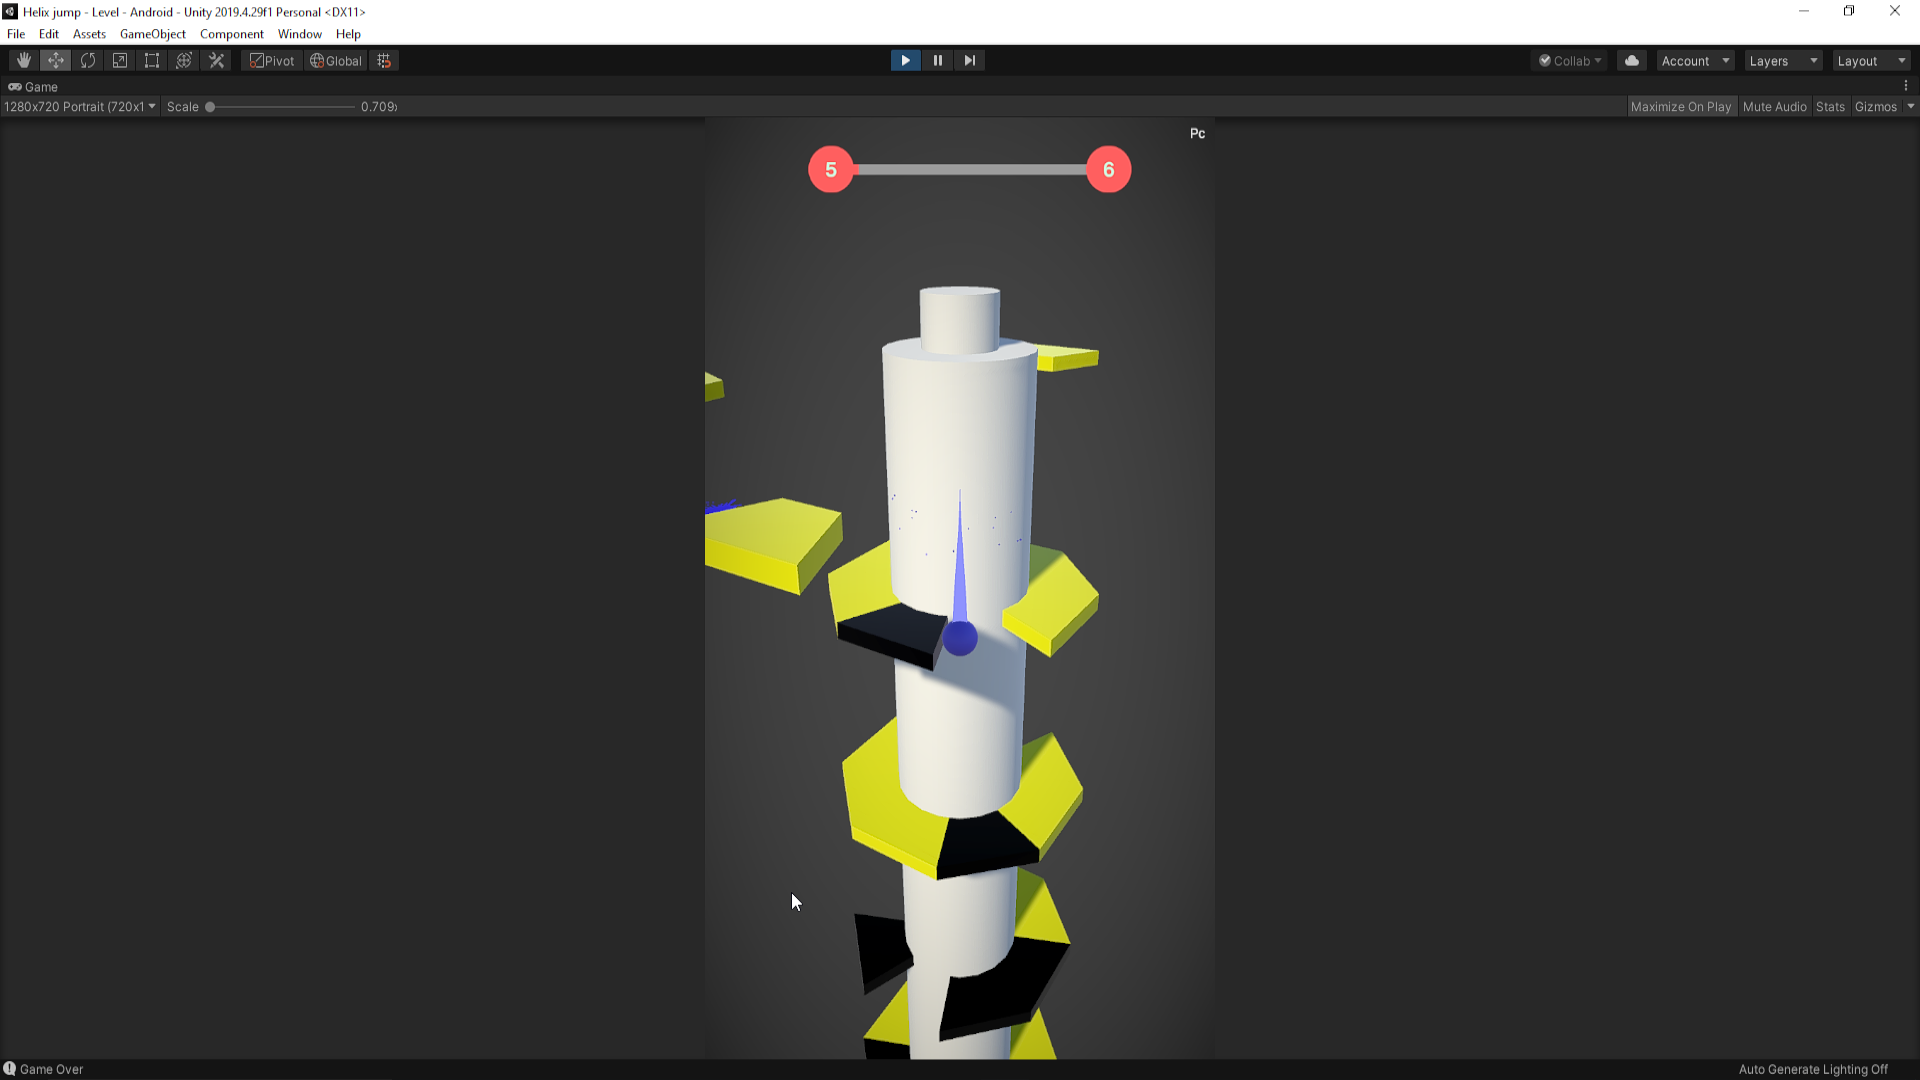 Helix jump - Level - Android - Unity 2019.4.29f1 Personal <DX11>
File Edit Assets GameObject Component Window Help
Pivot Global Collab Account Layers Layout
Game
1280x720 Portrait (720x1 Scale 0.709x Maximize On Play Mute Audio Stats Gizmos
Pc
5 6
Game Over Auto Generate Lighting Off